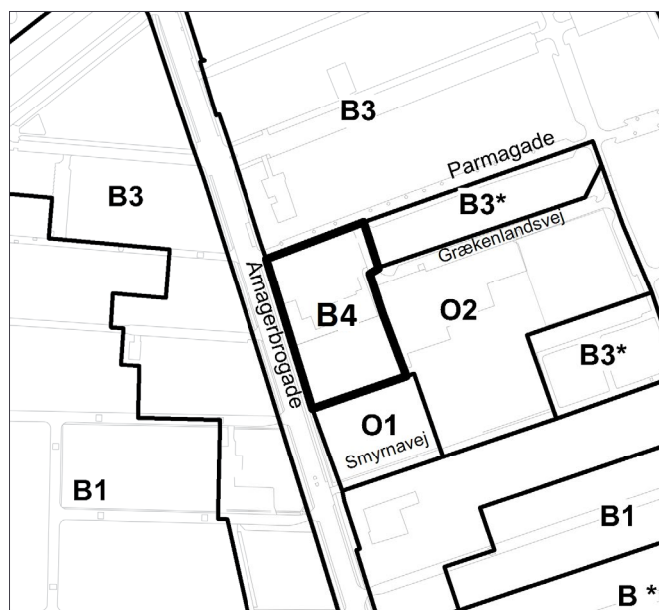 B3
Parmagade
B3
B3*
Grækenlandsvej
Amagerbrogade
B4
O2
B3*
O1
Smyrnavej
B1
B1
B *